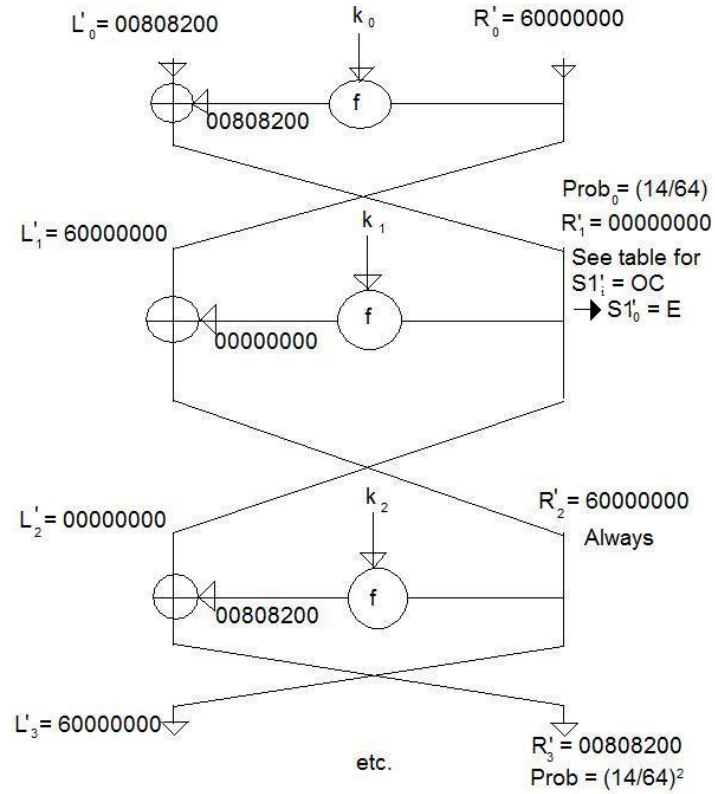 L'₀ = 00808200
k₀
R'₀ = 60000000
f
00808200
Prob₀ = (14/64)
L'₁ = 60000000
k₁
R'₁ = 00000000
See table for
S1'ᵢ = OC
S1'₀ = E
f
00000000
L'₂ = 00000000
k₂
R'₂ = 60000000
Always
f
00808200
L'₃ = 60000000
etc.
R'₃ = 00808200
Prob = (14/64)²